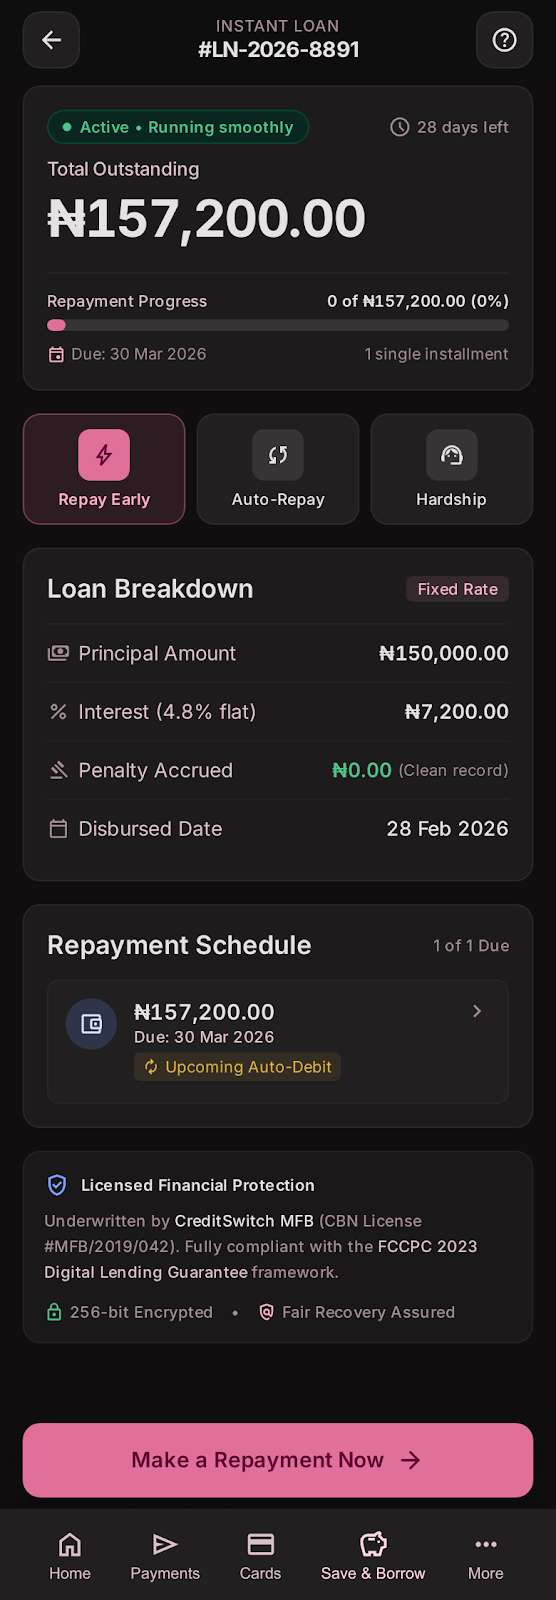 INSTANT LOAN
#LN-2026-8891
Active • Running smoothly
28 days left
Total Outstanding
₦157,200.00
Repayment Progress
0 of ₦157,200.00 (0%)
Due: 30 Mar 2026
1 single installment
Repay Early
Auto-Repay
Hardship
Loan Breakdown
Fixed Rate
Principal Amount
₦150,000.00
Interest (4.8% flat)
₦7,200.00
Penalty Accrued
₦0.00 (Clean record)
Disbursed Date
28 Feb 2026
Repayment Schedule
1 of 1 Due
₦157,200.00
Due: 30 Mar 2026
Upcoming Auto-Debit
Licensed Financial Protection
Underwritten by CreditSwitch MFB (CBN License
#MFB/2019/042). Fully compliant with the FCCPC 2023
Digital Lending Guarantee framework.
256-bit Encrypted • Fair Recovery Assured
Make a Repayment Now
Home
Payments
Cards
Save & Borrow
More